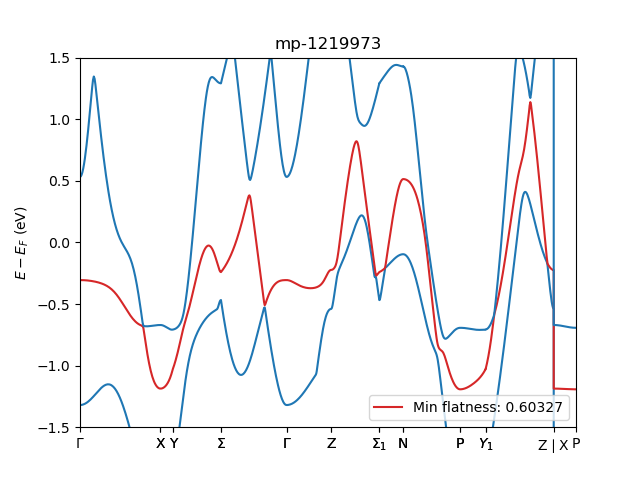 mp-1219973
E − E_F (eV)
1.5
1.0
0.5
0.0
−0.5
−1.0
−1.5
Min flatness: 0.60327
Γ X Y Σ Γ Z Σ₁ N P Y₁ Z | X P